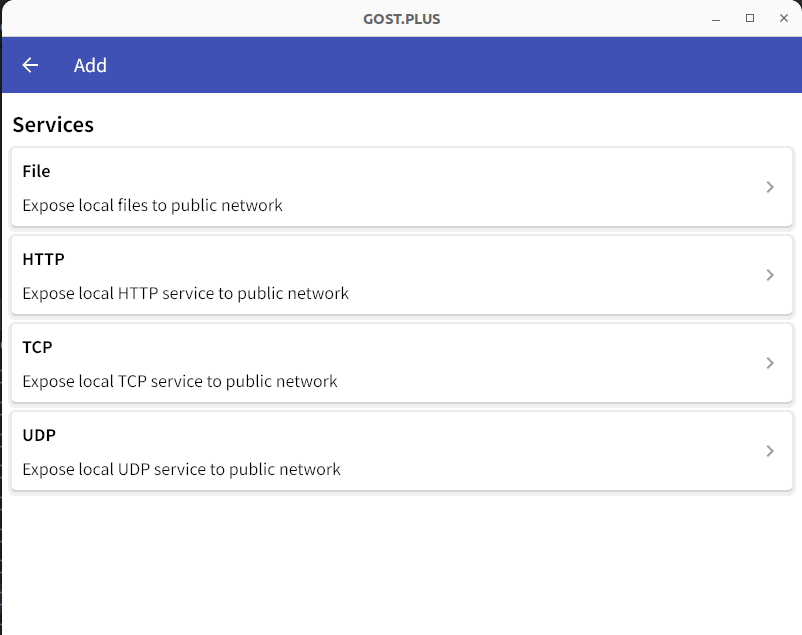 GOST.PLUS
Add
Services
File
Expose local files to public network
HTTP
Expose local HTTP service to public network
TCP
Expose local TCP service to public network
UDP
Expose local UDP service to public network